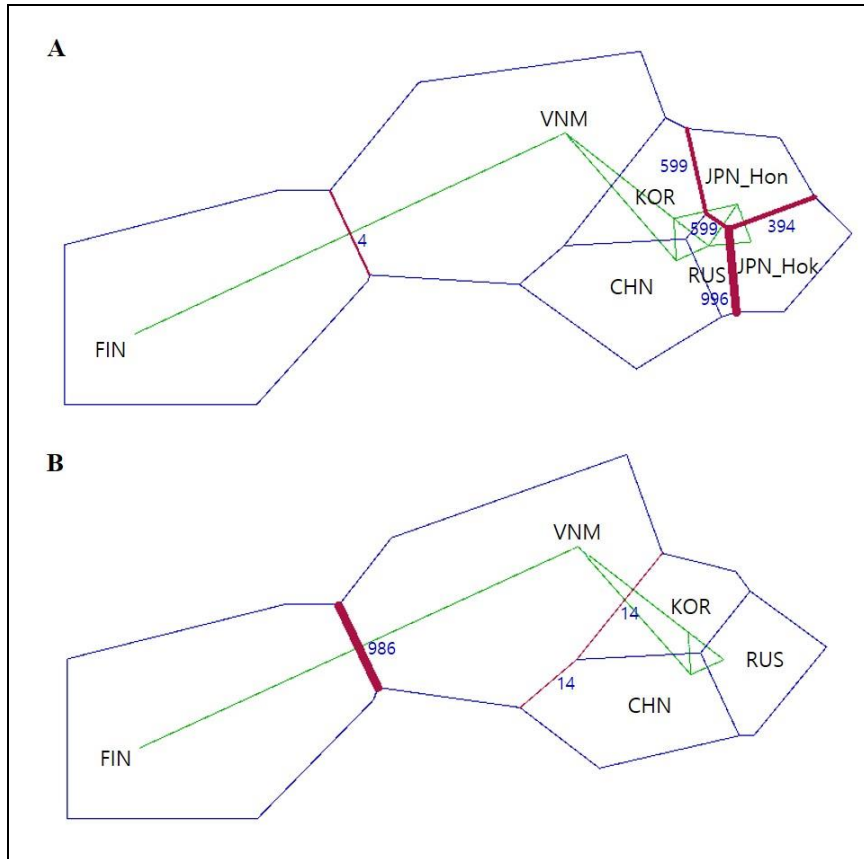 A
VNM
599
JPN_Hon
KOR
599
394
4
JPN_Hok
RUS
CHN
996
FIN
B
VNM
14
KOR
986
RUS
14
CHN
FIN